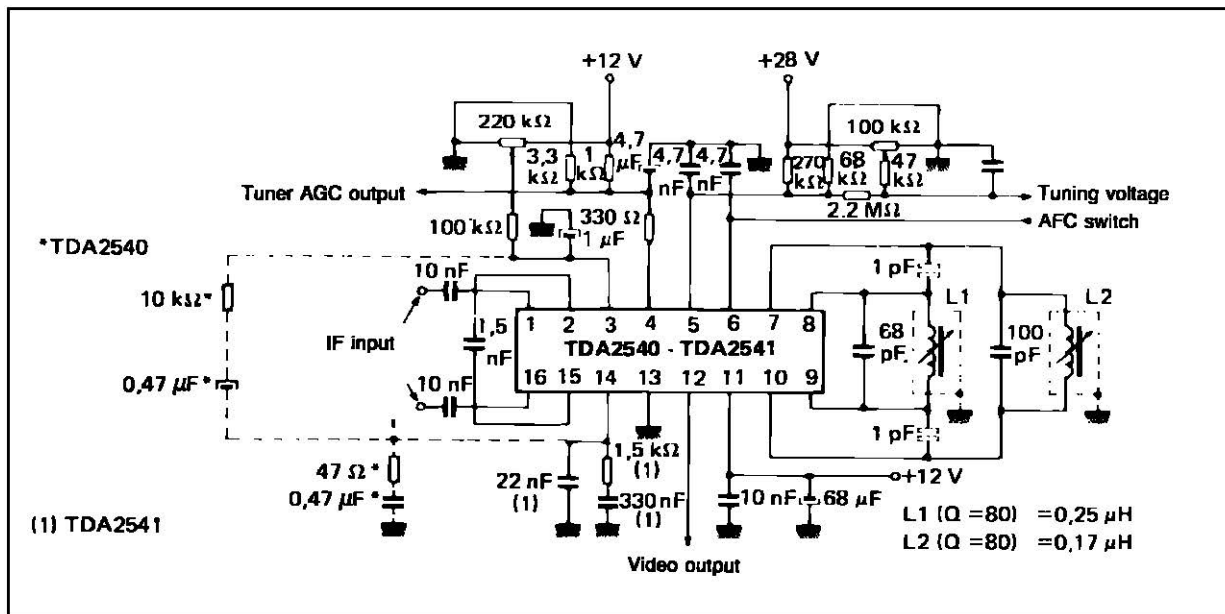 +12 V
+28 V
220 kΩ
3,3 kΩ
1 kΩ
4,7 μF
4,7 nF
4,7 nF
100 kΩ
270 kΩ
68 kΩ
47 kΩ
Tuner AGC output
Tuning voltage
2.2 MΩ
AFC switch
100 kΩ
330 Ω
1 μF
*TDA2540
10 nF
1 pF
L1
L2
10 kΩ*
IF input
1,5 nF
1 2 3 4 5 6 7 8
TDA2540 - TDA2541
16 15 14 13 12 11 10 9
68 pF
100 pF
0,47 μF*
10 nF
1 pF
47 Ω*
0,47 μF*
22 nF
(1)
1,5 kΩ
(1)
330 nF
(1)
10 nF
68 μF
+12 V
(1) TDA2541
Video output
L1 (Q =80) =0,25 μH
L2 (Q =80) =0,17 μH